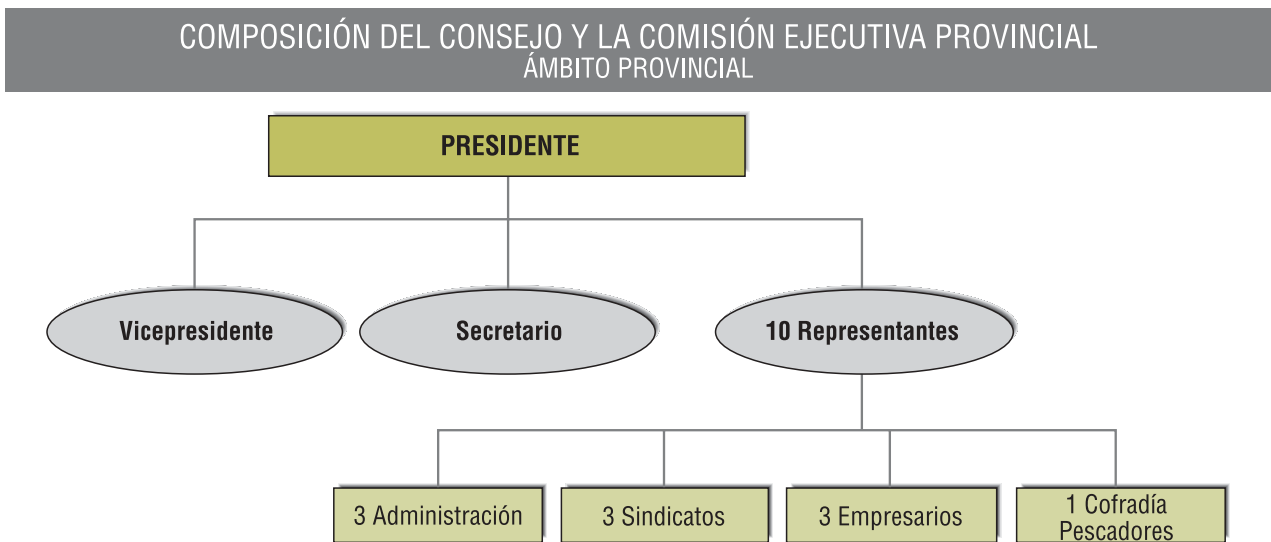 COMPOSICIÓN DEL CONSEJO Y LA COMISIÓN EJECUTIVA PROVINCIAL
ÁMBITO PROVINCIAL
PRESIDENTE
Vicepresidente
Secretario
10 Representantes
3 Administración
3 Sindicatos
3 Empresarios
1 Cofradía
Pescadores